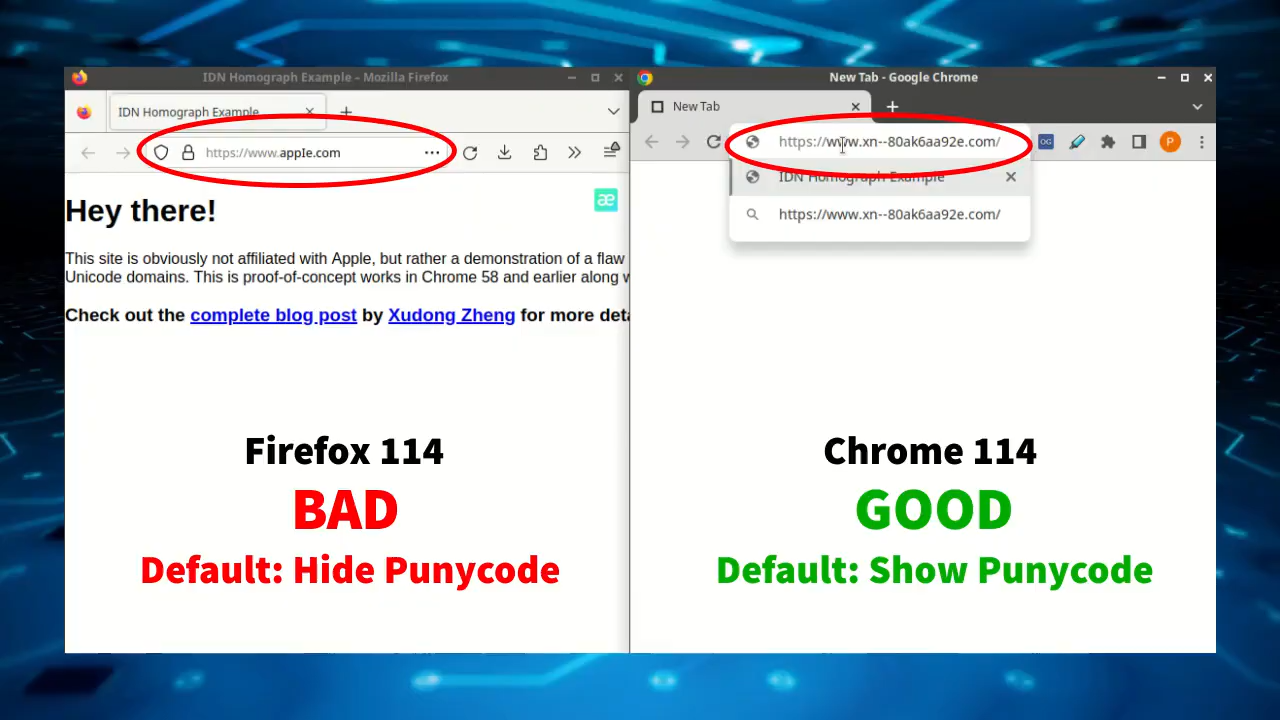 IDN Homograph Example – Mozilla Firefox
IDN Homograph Example
https://www.apple.com
æ
Hey there!
This site is obviously not affiliated with Apple, but rather a demonstration of a flaw
Unicode domains. This is proof-of-concept works in Chrome 58 and earlier along w
Check out the complete blog post by Xudong Zheng for more deta
Firefox 114
BAD
Default: Hide Punycode
New Tab - Google Chrome
New Tab
https://www.xn--80ak6aa92e.com/
OG
P
IDN Homograph Example
https://www.xn--80ak6aa92e.com/
Chrome 114
GOOD
Default: Show Punycode